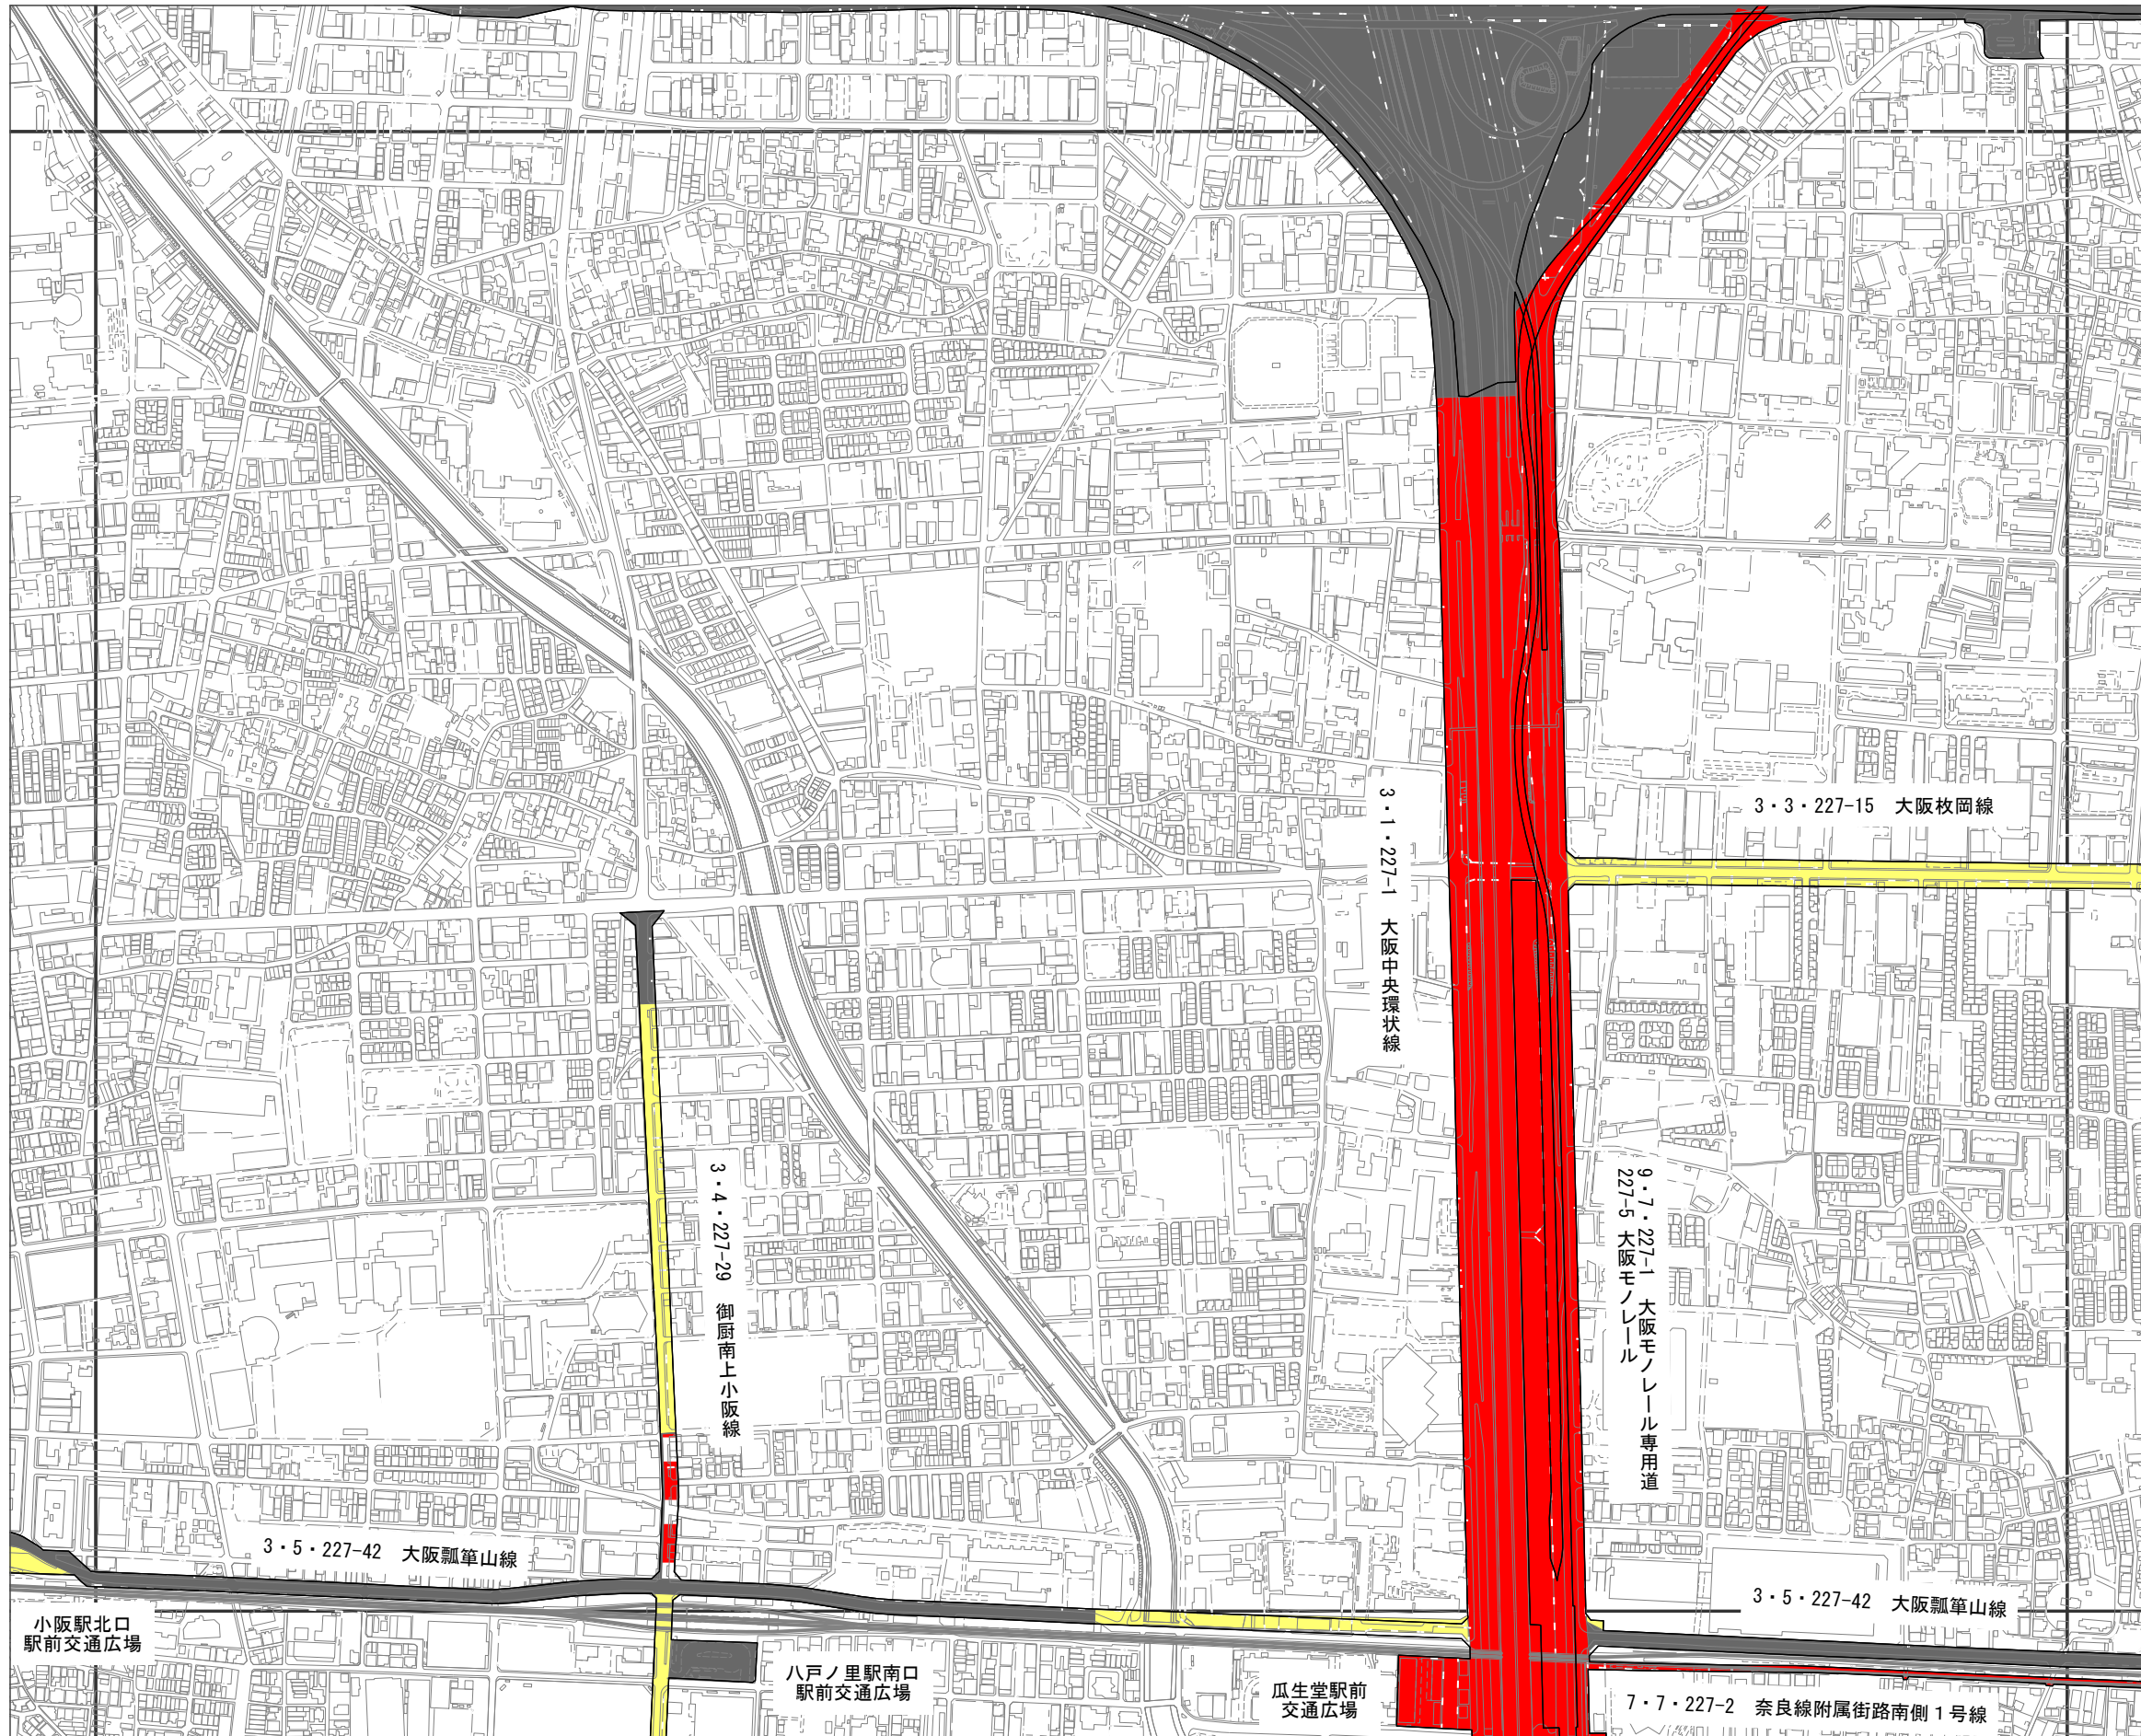 3・3・227-15　大阪枚岡線
3・1・227-1　大阪中央環状線
3・4・227-29　御厨南上小阪線
9・7・227-1　大阪モノレール専用道
227-5 大阪モノレール
3・5・227-42　大阪瓢箪山線
3・5・227-42　大阪瓢箪山線
小阪駅北口
駅前交通広場
八戸ノ里駅南口
駅前交通広場
瓜生堂駅前
交通広場
7・7・227-2　奈良線附属街路南側１号線